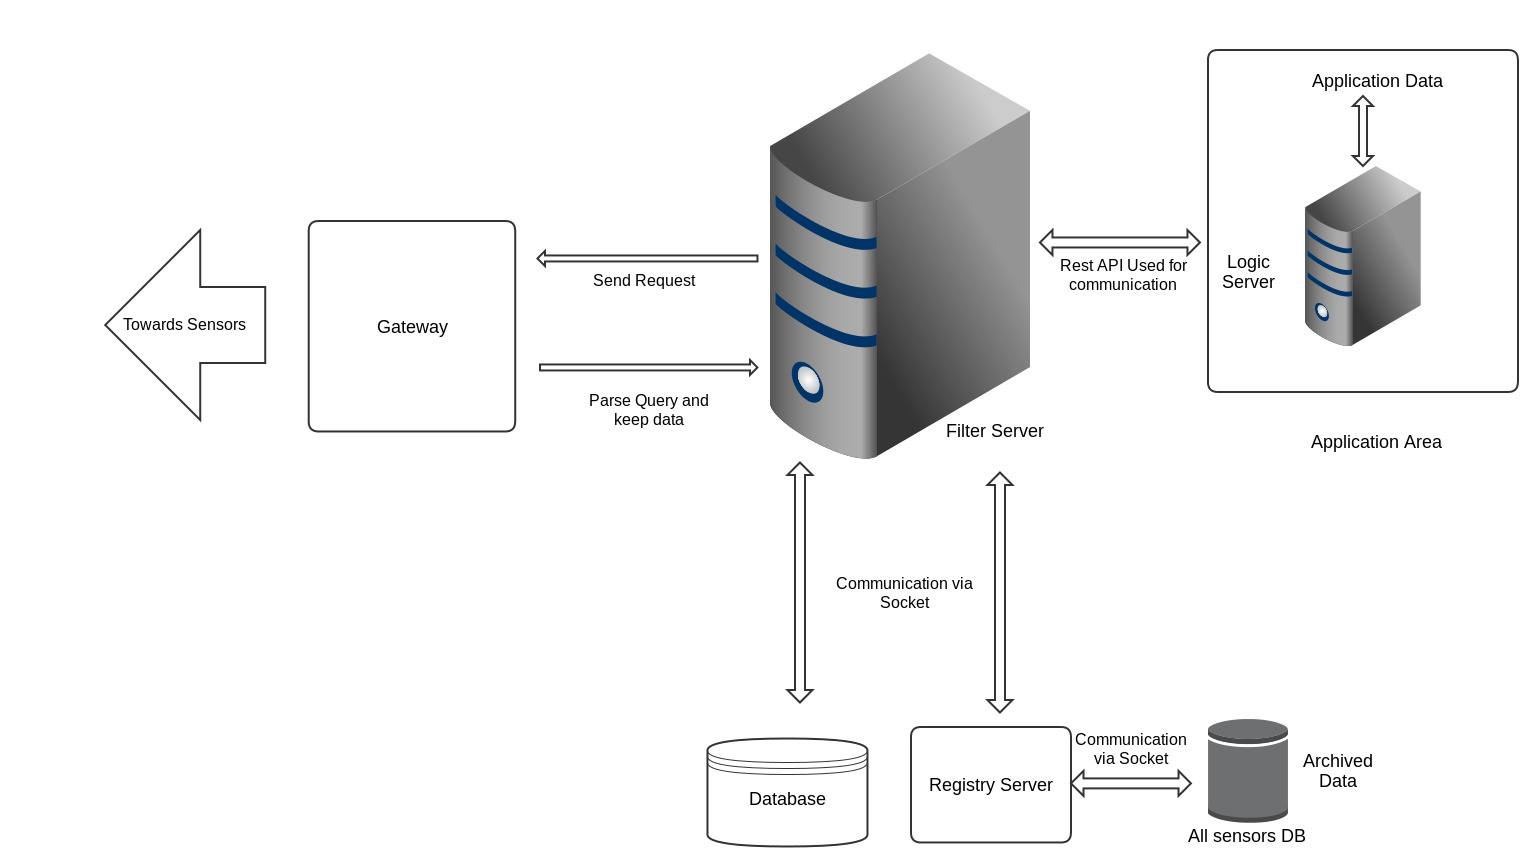 Application Data
Towards Sensors
Gateway
Send Request
Parse Query and
keep data
Filter Server
Rest API Used for
communication
Logic
Server
Application Area
Communication via
Socket
Database
Registry Server
Communication
via Socket
Archived
Data
All sensors DB